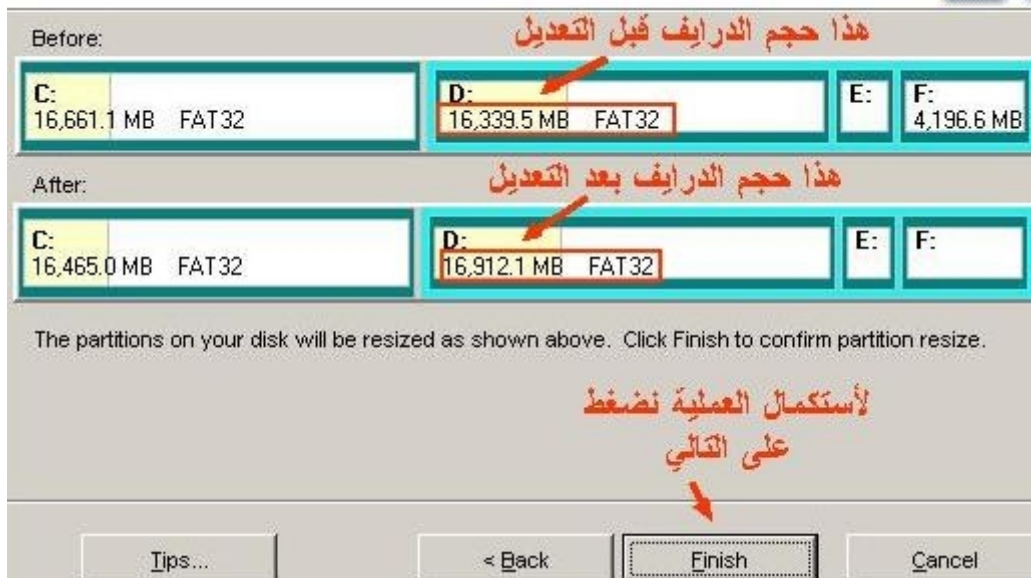 هذا حجم الدرايف قبل التعديل
Before:
C: D: E: F:
16,661.1 MB FAT32 16,339.5 MB FAT32 4,196.6 MB
هذا حجم الدرايف بعد التعديل
After:
C: D: E: F:
16,465.0 MB FAT32 16,912.1 MB FAT32
The partitions on your disk will be resized as shown above. Click Finish to confirm partition resize.
لأستكمال العملية نضغط
على التالي
Tips... < Back Finish Cancel